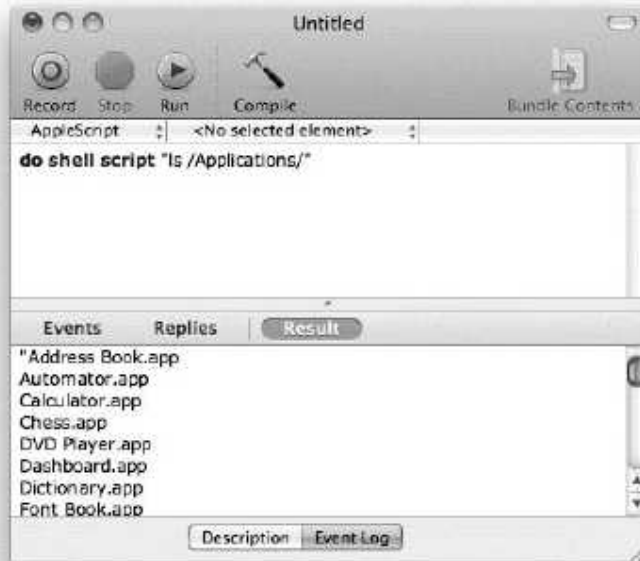 Untitled
Record Stop Run Compile Bundle Contents
AppleScript <No selected element>
do shell script "ls /Applications/"
Events Replies Result
"Address Book.app
Automator.app
Calculator.app
Chess.app
DVD Player.app
Dashboard.app
Dictionary.app
Font Book.app
Description Event Log